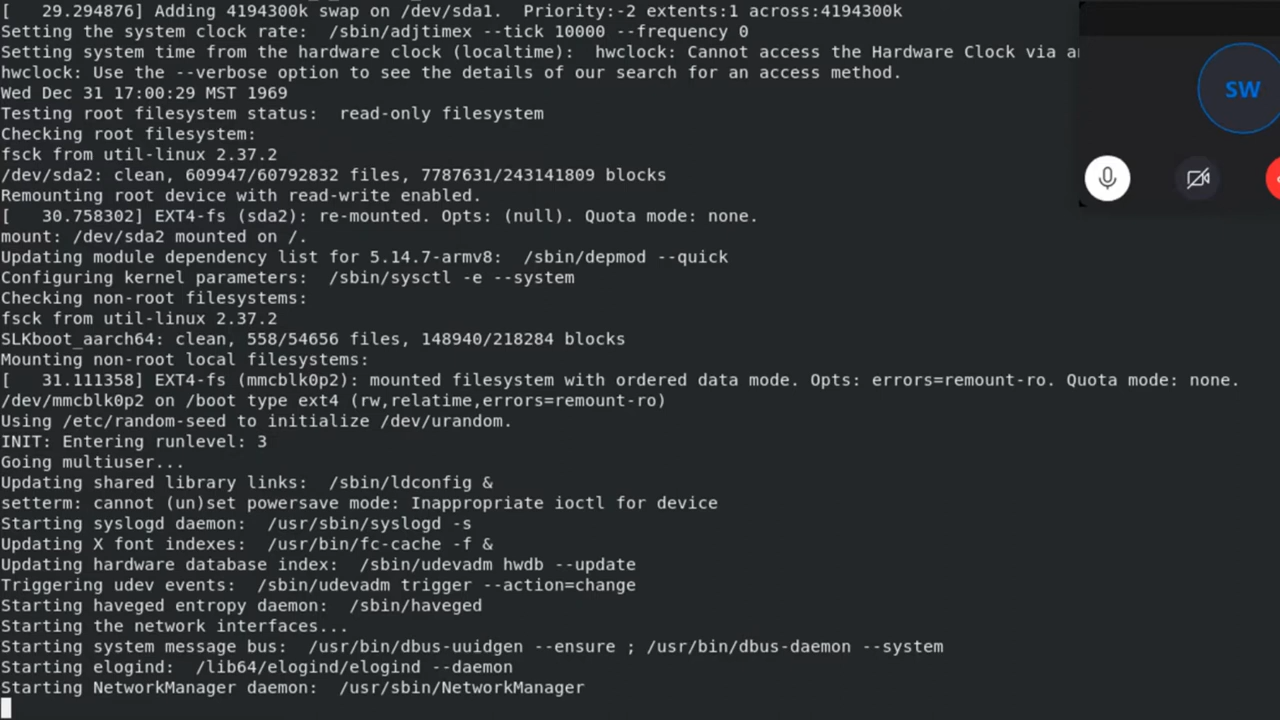 [   29.294876] Adding 4194300k swap on /dev/sda1.  Priority:-2 extents:1 across:4194300k
Setting the system clock rate:  /sbin/adjtimex --tick 10000 --frequency 0
Setting system time from the hardware clock (localtime):  hwclock: Cannot access the Hardware Clock via
hwclock: Use the --verbose option to see the details of our search for an access method.
Wed Dec 31 17:00:29 MST 1969
Testing root filesystem status:  read-only filesystem
Checking root filesystem:
fsck from util-linux 2.37.2
/dev/sda2: clean, 609947/60792832 files, 7787631/243141809 blocks
Remounting root device with read-write enabled.
[   30.758302] EXT4-fs (sda2): re-mounted. Opts: (null). Quota mode: none.
mount: /dev/sda2 mounted on /.
Updating module dependency list for 5.14.7-armv8:  /sbin/depmod --quick
Configuring kernel parameters:  /sbin/sysctl -e --system
Checking non-root filesystems:
fsck from util-linux 2.37.2
SLKboot_aarch64: clean, 558/54656 files, 148940/218284 blocks
Mounting non-root local filesystems:
[   31.111358] EXT4-fs (mmcblk0p2): mounted filesystem with ordered data mode. Opts: errors=remount-ro. Quota mode: none.
/dev/mmcblk0p2 on /boot type ext4 (rw,relatime,errors=remount-ro)
Using /etc/random-seed to initialize /dev/urandom.
INIT: Entering runlevel: 3
Going multiuser...
Updating shared library links:  /sbin/ldconfig &
setterm: cannot (un)set powersave mode: Inappropriate ioctl for device
Starting syslogd daemon:  /usr/sbin/syslogd -s
Updating X font indexes:  /usr/bin/fc-cache -f &
Updating hardware database index:  /sbin/udevadm hwdb --update
Triggering udev events:  /sbin/udevadm trigger --action=change
Starting haveged entropy daemon:  /sbin/haveged
Starting the network interfaces...
Starting system message bus:  /usr/bin/dbus-uuidgen --ensure ; /usr/bin/dbus-daemon --system
Starting elogind:  /lib64/elogind/elogind --daemon
Starting NetworkManager daemon:  /usr/sbin/NetworkManager
SW